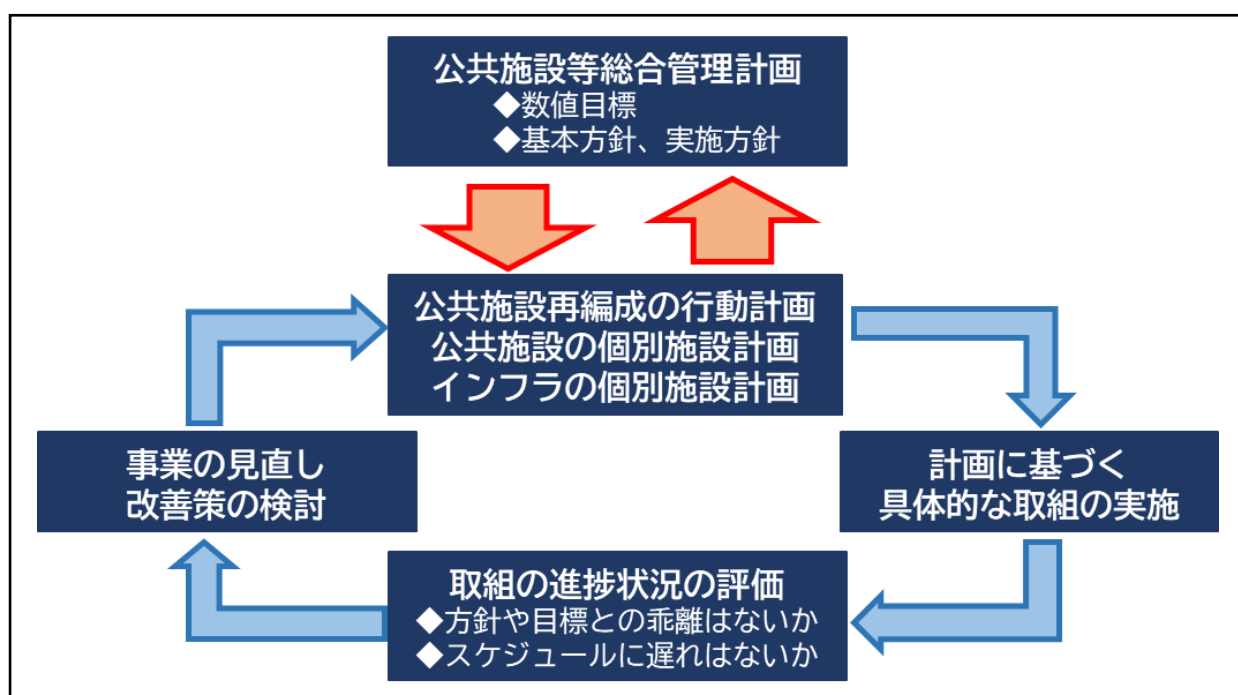 公共施設等総合管理計画
◆数値目標
◆基本方針、実施方針
公共施設再編成の行動計画
公共施設の個別施設計画
インフラの個別施設計画
事業の見直し
改善策の検討
計画に基づく
具体的な取組の実施
取組の進捗状況の評価
◆方針や目標との乖離はないか
◆スケジュールに遅れはないか